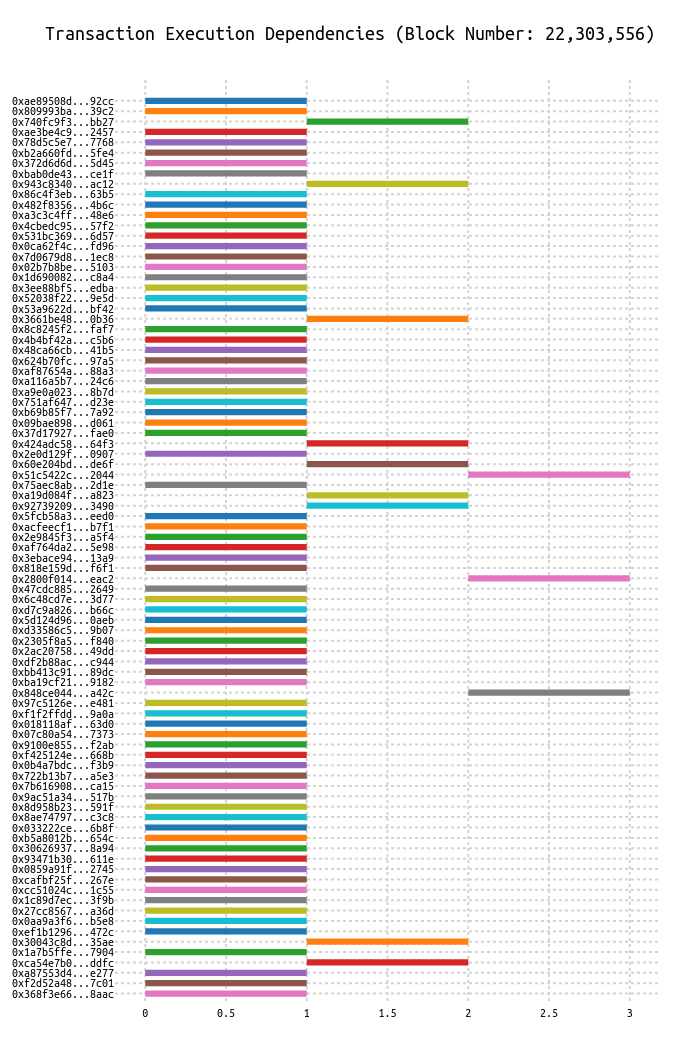 Transaction Execution Dependencies (Block Number: 22,303,556)
0xae89508d...92cc
0x809993ba...39c2
0x740fc9f3...bb27
0xae3be4c9...2457
0x78d5c5e7...7768
0xb2a660fd...5fe4
0x372d6d6d...5d45
0xbab0de43...ce1f
0x943c8340...ac12
0x86c4f3eb...63b5
0x482f8356...4b6c
0xa3c3c4ff...48e6
0x4cbedc95...57f2
0x531bc369...6d57
0x0ca62f4c...fd96
0x7d0679d8...1ec8
0x02b7b8be...5103
0x1d690082...c8a4
0x3ee88bf5...edba
0x52038f22...9e5d
0x53a9622d...bf42
0x3661be48...0b36
0x8c8245f2...faf7
0x4b4bf42a...c5b6
0x48ca66cb...41b5
0x624b70fc...97a5
0xaf87654a...88a3
0xa116a5b7...24c6
0xa9e0a023...8b7d
0x751af647...d23e
0xb69b85f7...7a92
0x09bae898...d061
0x37d17927...fae0
0x424adc58...64f3
0x2e0d129f...0907
0x60e204bd...de6f
0x51c5422c...2044
0x75aec8ab...2d1e
0xa19d084f...a823
0x92739209...3490
0x5fcb58a3...eed0
0xacfeecf1...b7f1
0x2e9845f3...a5f4
0xaf764da2...5e98
0x3ebace94...13a9
0x818e159d...f6f1
0x2800f014...eac2
0x47cdc885...2649
0x6c48cd7e...3d77
0xd7c9a826...b66c
0x5d124d96...0aeb
0xd33586c5...9b07
0x2305f8a5...f840
0x2ac20758...49dd
0xdf2b88ac...c944
0xbb413c91...89dc
0xba19cf21...9182
0x848ce044...a42c
0x97c5126e...e481
0xf1f2ffdd...9a0a
0x018118af...63d0
0x07c80a54...7373
0x9100e855...f2ab
0xf425124e...668b
0x0b4a7bdc...f3b9
0x722b13b7...a5e3
0x7b616908...ca15
0x9ac51a34...517b
0x8d958b23...591f
0x8ae74797...c3c8
0x033222ce...6b8f
0xb5a8012b...654c
0x30626937...8a94
0x93471b30...611e
0x0859a91f...2745
0xcafbf25f...267e
0xcc51024c...1c55
0x1c89d7ec...3f9b
0x27cc8567...a36d
0x0aa9a3f6...b5e8
0xef1b1296...472c
0x30043c8d...35ae
0x1a7b5ffe...7904
0xca54e7b0...ddfc
0xa87553d4...e277
0xf2d52a48...7c01
0x368f3e66...8aac
0 0.5 1 1.5 2 2.5 3